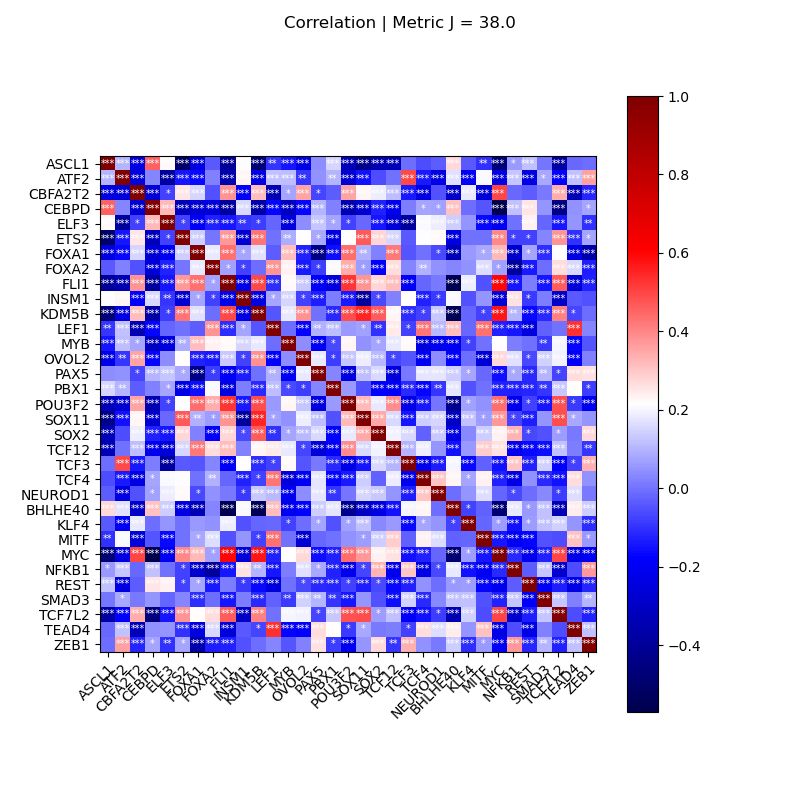 Correlation | Metric J = 38.0
ASCL1
ATF2
CBFA2T2
CEBPD
ELF3
ETS2
FOXA1
FOXA2
FLI1
INSM1
KDM5B
LEF1
MYB
OVOL2
PAX5
PBX1
POU3F2
SOX11
SOX2
TCF12
TCF3
TCF4
NEUROD1
BHLHE40
KLF4
MITF
MYC
NFKB1
REST
SMAD3
TCF7L2
TEAD4
ZEB1
ASCL1
ATF2
CBFA2T2
CEBPD
ELF3
ETS2
FOXA1
FOXA2
FLI1
INSM1
KDM5B
LEF1
MYB
OVOL2
PAX5
PBX1
POU3F2
SOX11
SOX2
TCF12
TCF3
TCF4
NEUROD1
BHLHE40
KLF4
MITF
MYC
NFKB1
REST
SMAD3
TCF7L2
TEAD4
ZEB1
1.0
0.8
0.6
0.4
0.2
0.0
−0.2
−0.4